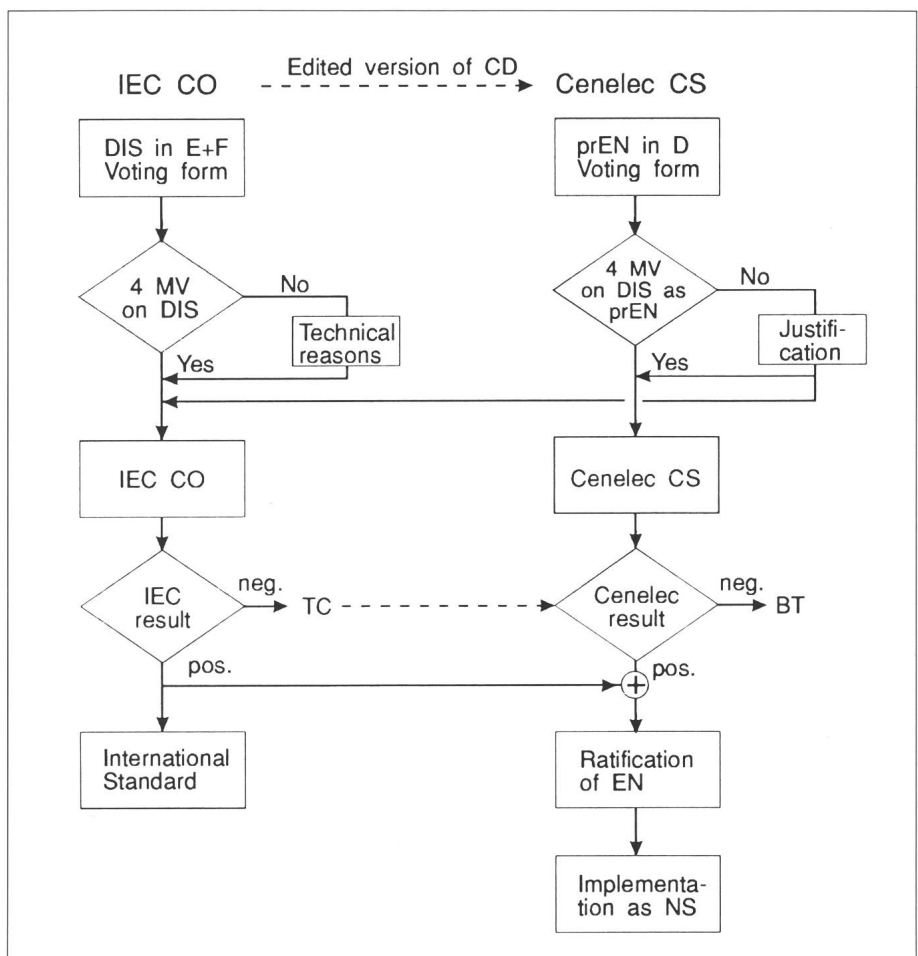 Edited version of CD
IEC CO
Cenelec CS
DIS in E+F
Voting form
prEN in D
Voting form
4 MV
on DIS
No
Technical
reasons
Yes
4 MV
on DIS as
prEN
No
Justifi-
cation
Yes
IEC CO
Cenelec CS
IEC
result
neg.
TC
Cenelec
result
neg.
BT
pos.
pos.
International
Standard
Ratification
of EN
Implementa-
tion as NS